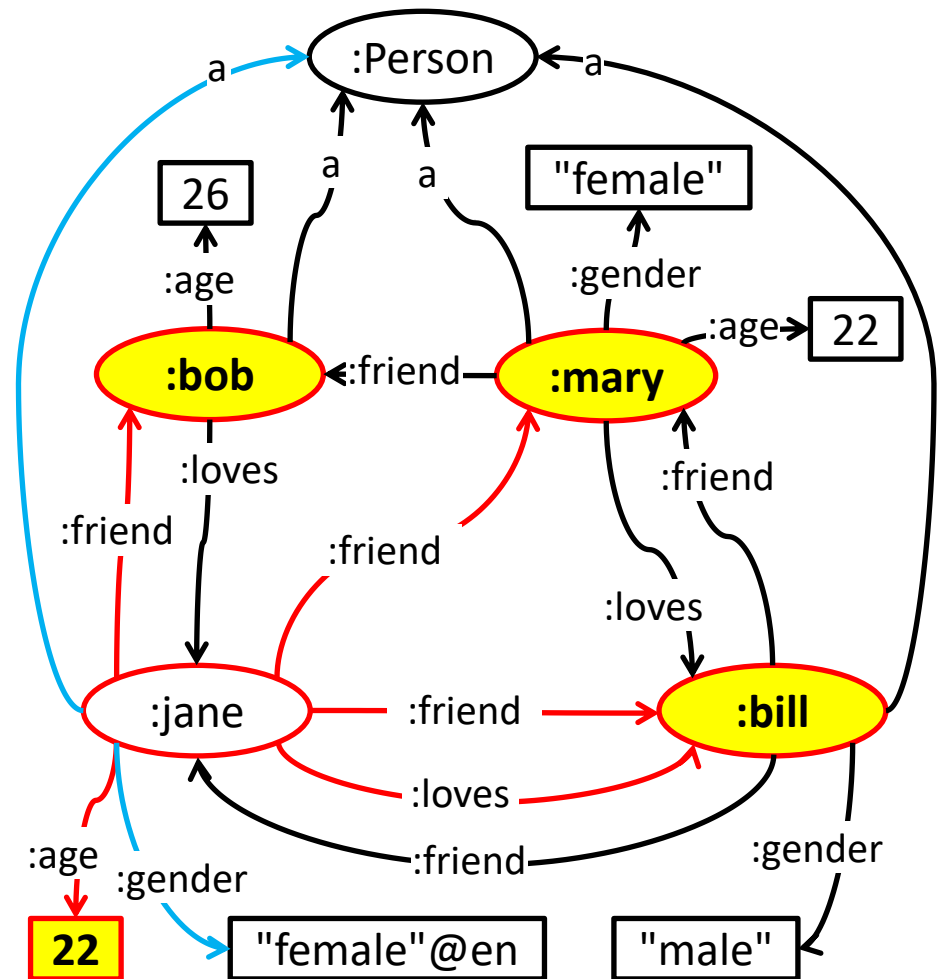 :Person
a
a
a
a
"female"
26
:gender
:age
:age
22
:bob
:friend
:mary
:loves
:friend
:friend
:friend
:loves
:jane
:friend
:bill
:loves
:age
:friend
:gender
:gender
22
"female"@en
"male"